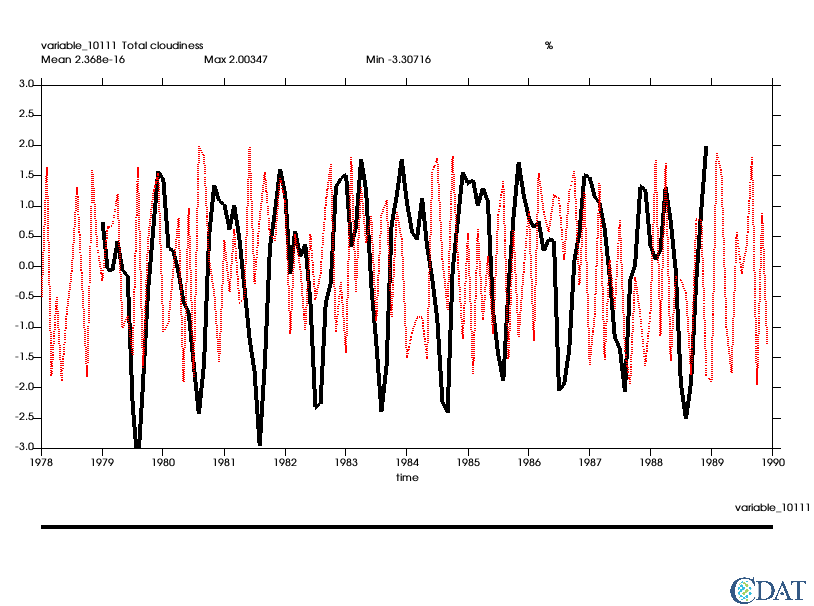 variable_10111 Total cloudiness %
Mean 2.368e-16 Max 2.00347 Min -3.30716
3.0
2.5
2.0
1.5
1.0
0.5
0.0
-0.5
-1.0
-1.5
-2.0
-2.5
-3.0
1978 1979 1980 1981 1982 1983 1984 1985 1986 1987 1988 1989 1990
time
variable_10111
CDAT